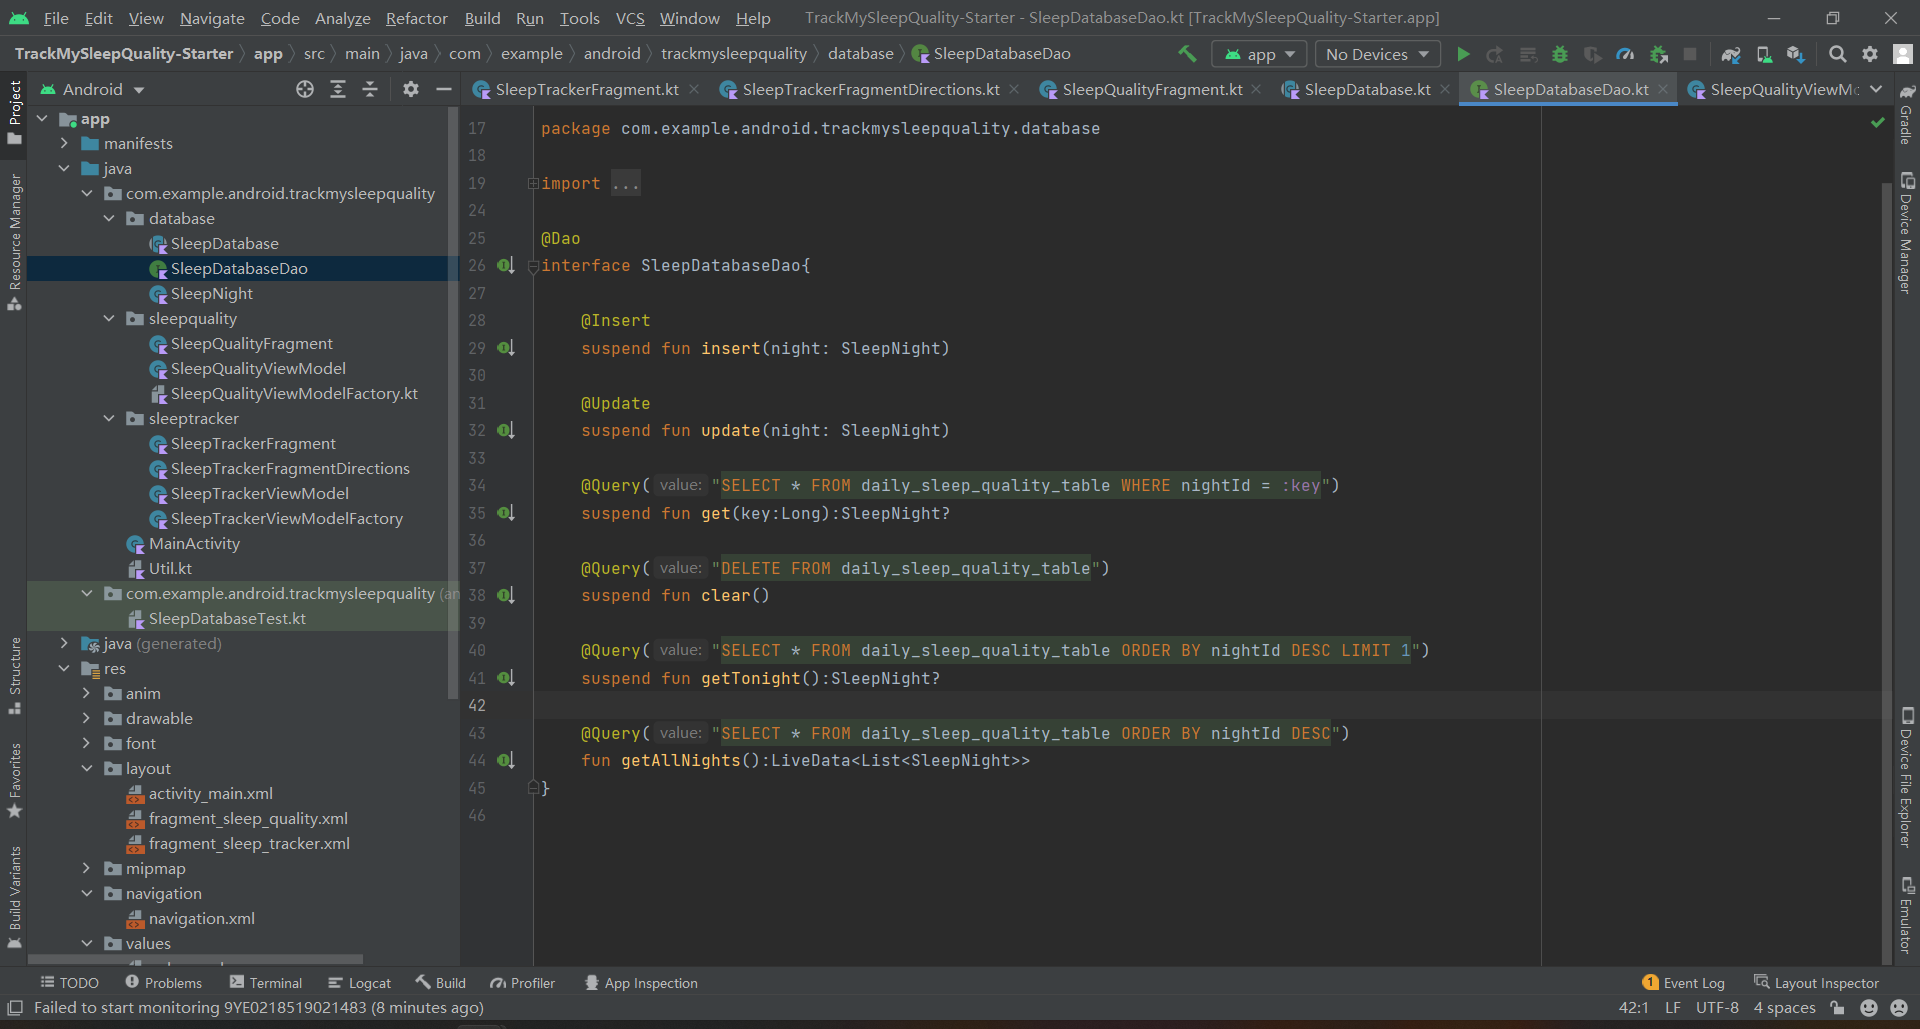 File Edit View Navigate Code Analyze Refactor Build Run Tools VCS Window Help TrackMySleepQuality-Starter - SleepDatabaseDao.kt [TrackMySleepQuality-Starter.app]
TrackMySleepQuality-Starter app src main java com example android trackmysleepquality database SleepDatabaseDao app No Devices
Android
SleepTrackerFragment.kt SleepTrackerFragmentDirections.kt SleepQualityFragment.kt SleepDatabase.kt SleepDatabaseDao.kt SleepQualityViewMo
Project
Resource Manager
Structure
Favorites
Build Variants
app
manifests
java
com.example.android.trackmysleepquality
database
SleepDatabase
SleepDatabaseDao
SleepNight
sleepquality
SleepQualityFragment
SleepQualityViewModel
SleepQualityViewModelFactory.kt
sleeptracker
SleepTrackerFragment
SleepTrackerFragmentDirections
SleepTrackerViewModel
SleepTrackerViewModelFactory
MainActivity
Util.kt
com.example.android.trackmysleepquality (an
SleepDatabaseTest.kt
java (generated)
res
anim
drawable
font
layout
activity_main.xml
fragment_sleep_quality.xml
fragment_sleep_tracker.xml
mipmap
navigation
navigation.xml
values
17 package com.example.android.trackmysleepquality.database
18
19 import ...
24
25 @Dao
26 interface SleepDatabaseDao{
27
28 @Insert
29 suspend fun insert(night: SleepNight)
30
31 @Update
32 suspend fun update(night: SleepNight)
33
34 @Query( value: "SELECT * FROM daily_sleep_quality_table WHERE nightId = :key")
35 suspend fun get(key:Long):SleepNight?
36
37 @Query( value: "DELETE FROM daily_sleep_quality_table")
38 suspend fun clear()
39
40 @Query( value: "SELECT * FROM daily_sleep_quality_table ORDER BY nightId DESC LIMIT 1")
41 suspend fun getTonight():SleepNight?
42
43 @Query( value: "SELECT * FROM daily_sleep_quality_table ORDER BY nightId DESC")
44 fun getAllNights():LiveData<List<SleepNight>>
45 }
46
Gradle
Device Manager
Device File Explorer
Emulator
TODO Problems Terminal Logcat Build Profiler App Inspection 1 Event Log Layout Inspector
Failed to start monitoring 9YE0218519021483 (8 minutes ago) 42:1 LF UTF-8 4 spaces